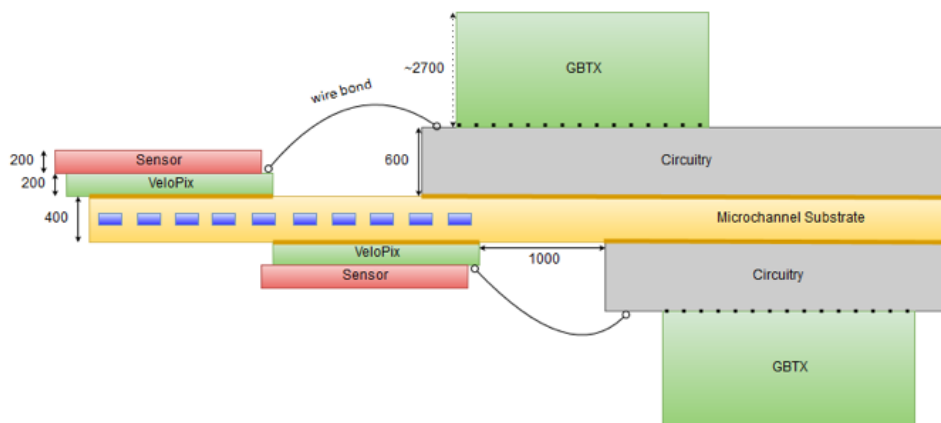 GBTX
~2700
wire bond
200
Sensor
600
Circuitry
200
VeloPix
400
Microchannel Substrate
VeloPix
1000
Sensor
Circuitry
GBTX